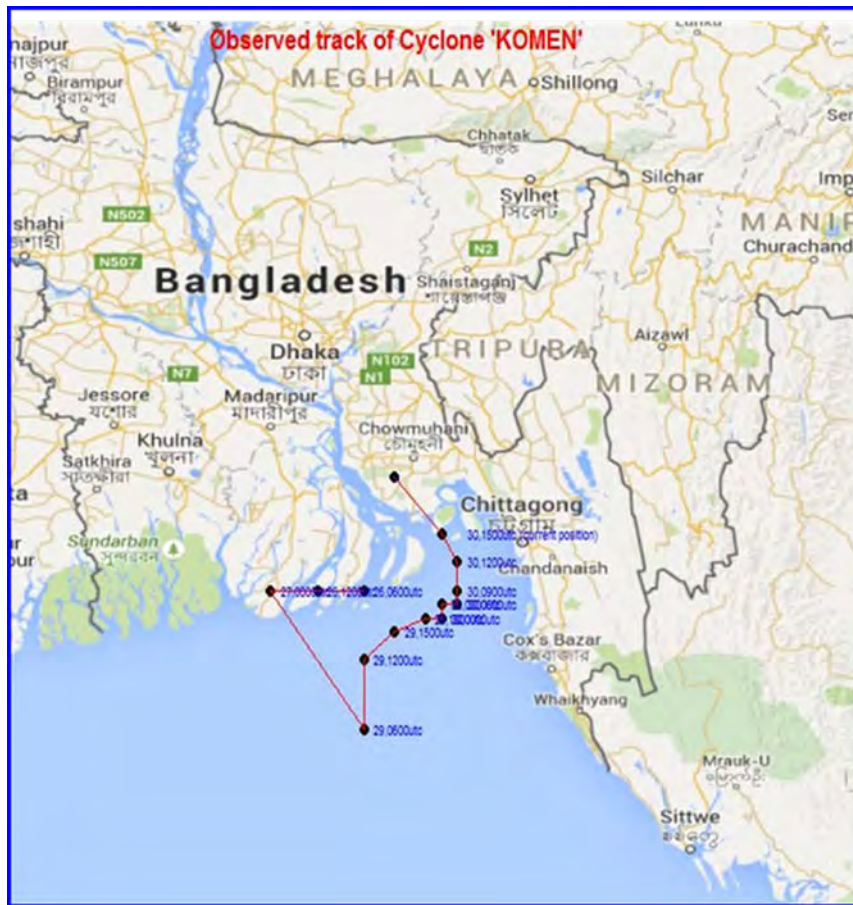 Observed track of Cyclone 'KOMEN'
najpur
Birampur
বিরামপুর
MEGHALAYA
Shillong
Chhatak
ছাতক
Sylhet
সিলেট
Silchar
Imp
shahi
জশাহী
N502
N507
N2
MANIP
Churachand
Bangladesh
Shaistaganj
শায়েস্তাগঞ্জ
Dhaka
ঢাকা
N102
N1
TRIPURA
Aizawl
MIZORAM
N7
Jessore
যশোর
Madaripur
মাদারীপুর
Khulna
খুলনা
Chowmuhani
চৌমুহনী
Satkhira
সাতক্ষীরা
Chittagong
চট্টগ্রাম
Sundarban
সুন্দরবন
30,1500utc (current position)
30,1200utc
Chandanaish
30,0900utc
29,1500utc
29,1200utc
Cox's Bazar
কক্সবাজার
Whaikhyang
29,0600utc
Mrauk-U
Sittwe